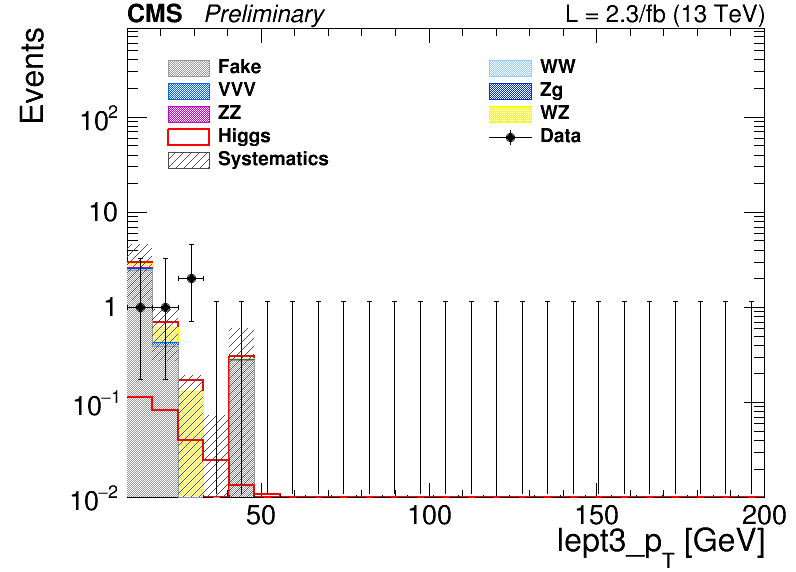 CMS Preliminary L = 2.3/fb (13 TeV)
Events
Fake WW
VVV Zg
ZZ WZ
Higgs Data
Systematics
10²
10
1
10⁻¹
10⁻²
50 100 150 200
lept3_p_T [GeV]